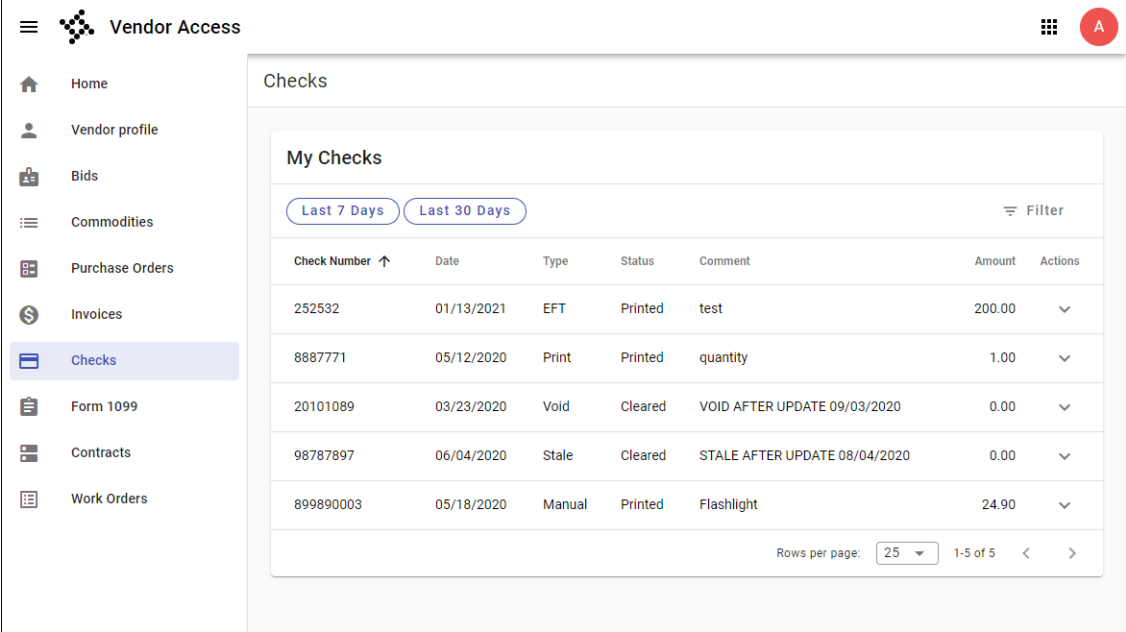 Vendor Access
A
Home
Vendor profile
Bids
Commodities
Purchase Orders
Invoices
Checks
Form 1099
Contracts
Work Orders
Checks
My Checks
Last 7 Days Last 30 Days Filter
Check Number Date Type Status Comment Amount Actions
252532 01/13/2021 EFT Printed test 200.00
8887771 05/12/2020 Print Printed quantity 1.00
20101089 03/23/2020 Void Cleared VOID AFTER UPDATE 09/03/2020 0.00
98787897 06/04/2020 Stale Cleared STALE AFTER UPDATE 08/04/2020 0.00
899890003 05/18/2020 Manual Printed Flashlight 24.90
Rows per page: 25 1-5 of 5